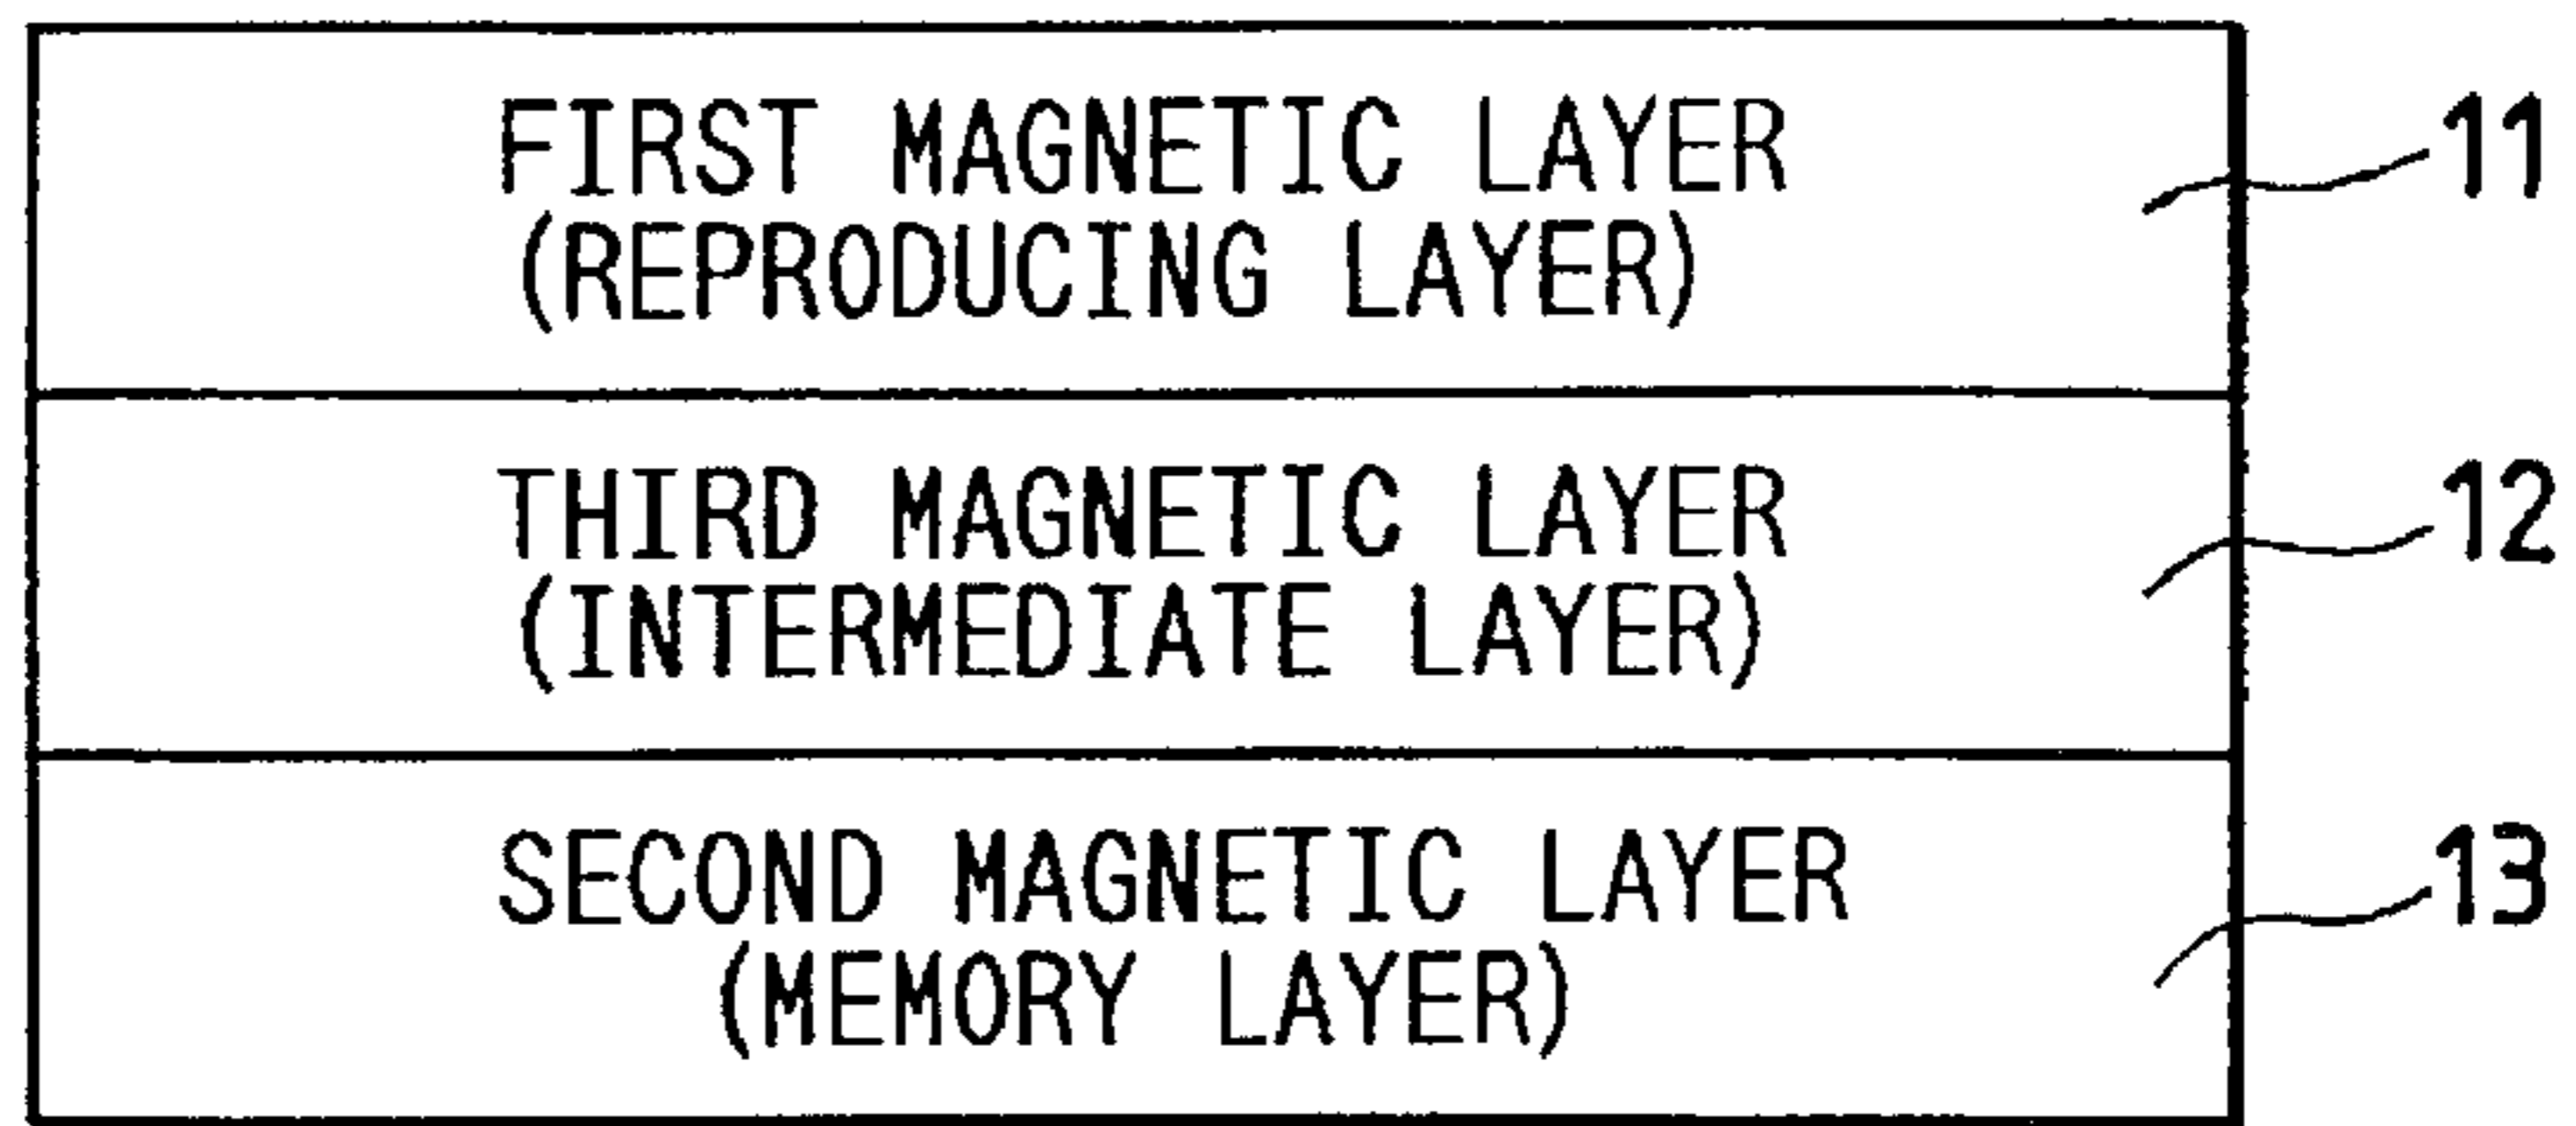 FIRST MAGNETIC LAYER
(REPRODUCING LAYER)
11
THIRD MAGNETIC LAYER
(INTERMEDIATE LAYER)
12
SECOND MAGNETIC LAYER
(MEMORY LAYER)
13